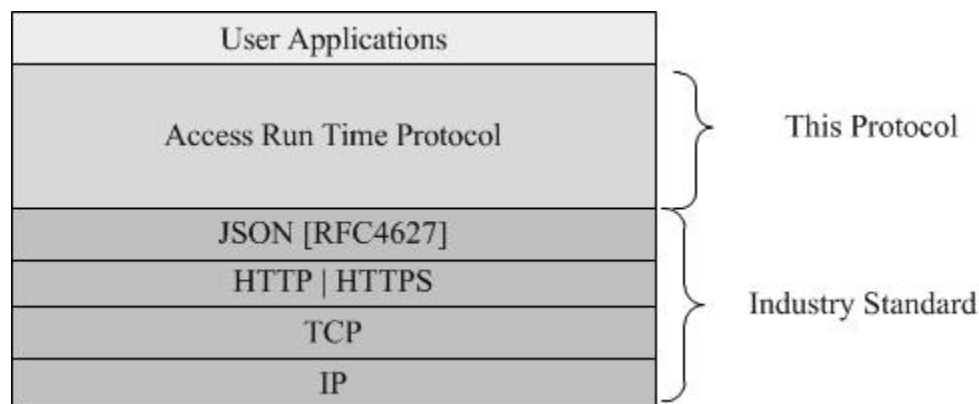 User Applications
Access Run Time Protocol
This Protocol
JSON [RFC4627]
HTTP | HTTPS
TCP
IP
Industry Standard